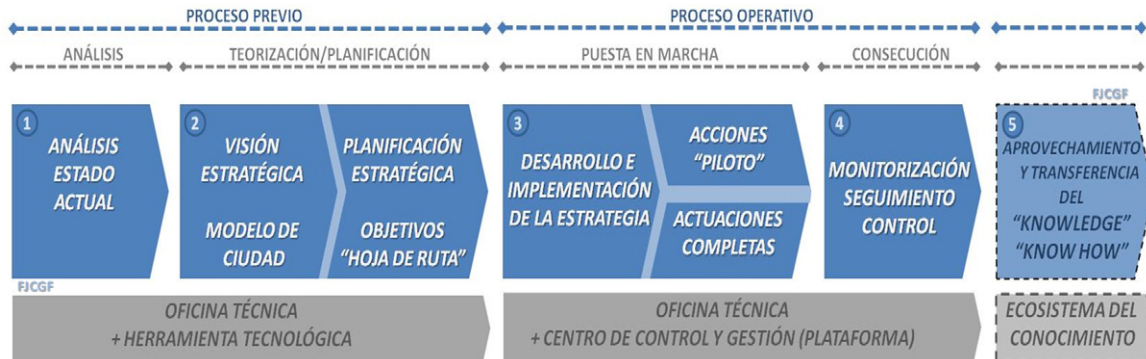 PROCESO PREVIO
PROCESO OPERATIVO
ANÁLISIS
TEORIZACIÓN/PLANIFICACIÓN
PUESTA EN MARCHA
CONSECUCIÓN
FJCGF
1
ANÁLISIS
ESTADO
ACTUAL
2
VISIÓN
ESTRATÉGICA
MODELO DE
CIUDAD
PLANIFICACIÓN
ESTRATÉGICA
OBJETIVOS
“HOJA DE RUTA”
3
DESARROLLO E
IMPLEMENTACIÓN
DE LA ESTRATEGIA
ACCIONES
“PILOTO”
ACTUACIONES
COMPLETAS
4
MONITORIZACIÓN
SEGUIMIENTO
CONTROL
5
APROVECHAMIENTO
Y TRANSFERENCIA
DEL
“KNOWLEDGE”
“KNOW HOW”
FJCGF
OFICINA TÉCNICA
+ HERRAMIENTA TECNOLÓGICA
OFICINA TÉCNICA
+ CENTRO DE CONTROL Y GESTIÓN (PLATAFORMA)
ECOSISTEMA DEL
CONOCIMIENTO